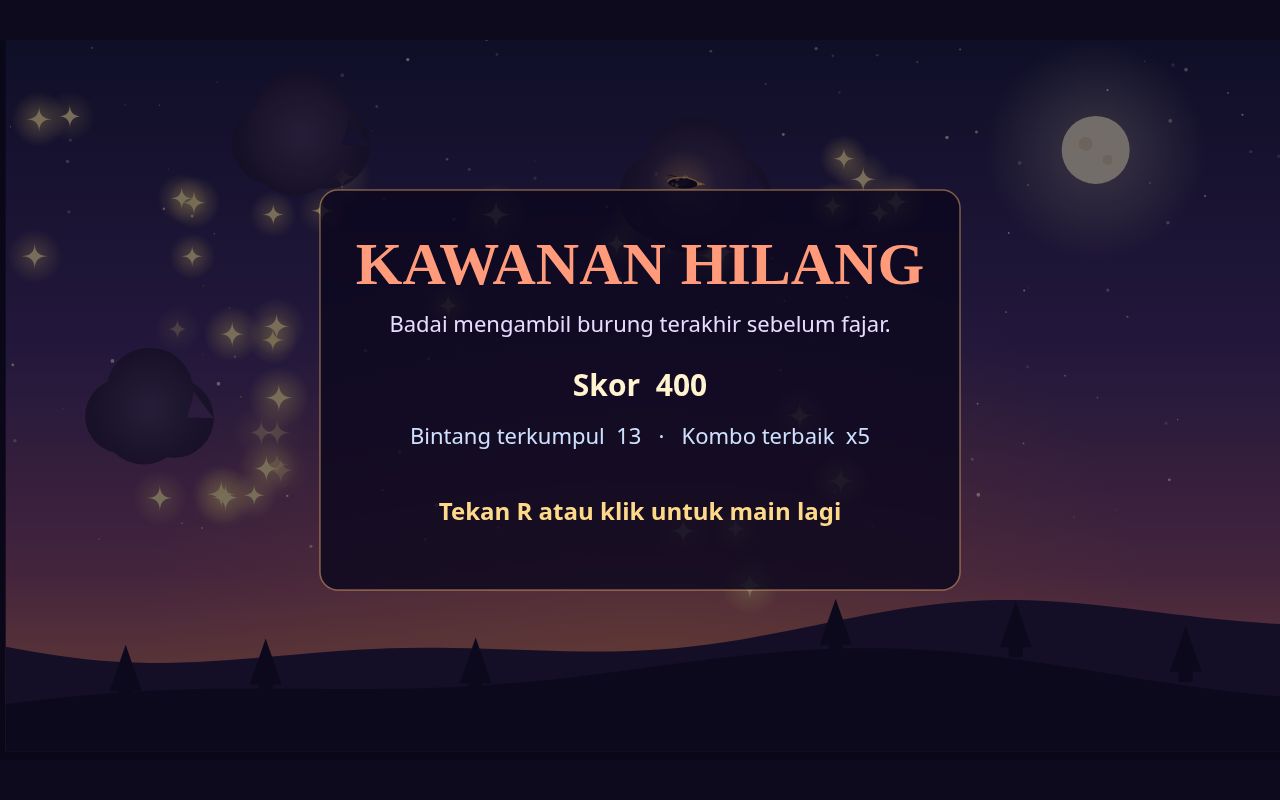 KAWANAN HILANG
Badai mengambil burung terakhir sebelum fajar.
Skor 400
Bintang terkumpul 13 · Kombo terbaik x5
Tekan R atau klik untuk main lagi